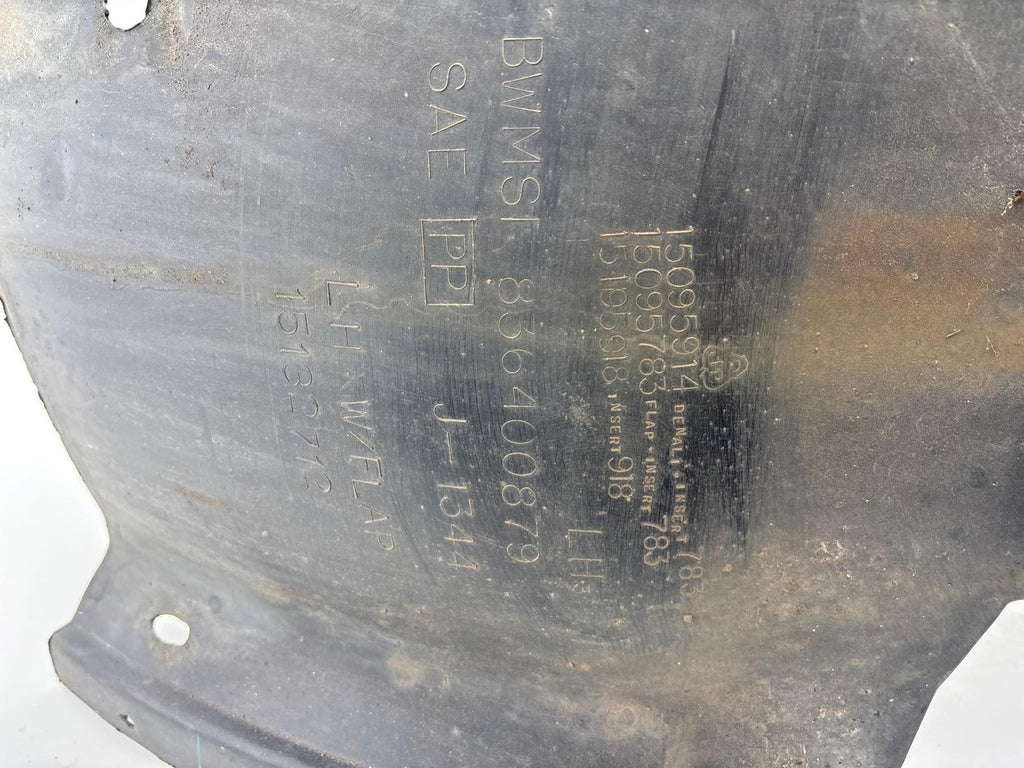 15095914 DENALI, INSERT 783
15095783 FLAP, INSERT 783
15195918, INSERT 918
LH
BWMSI 836400879
SAE PP J-1344
LH W/FLAP
15132712